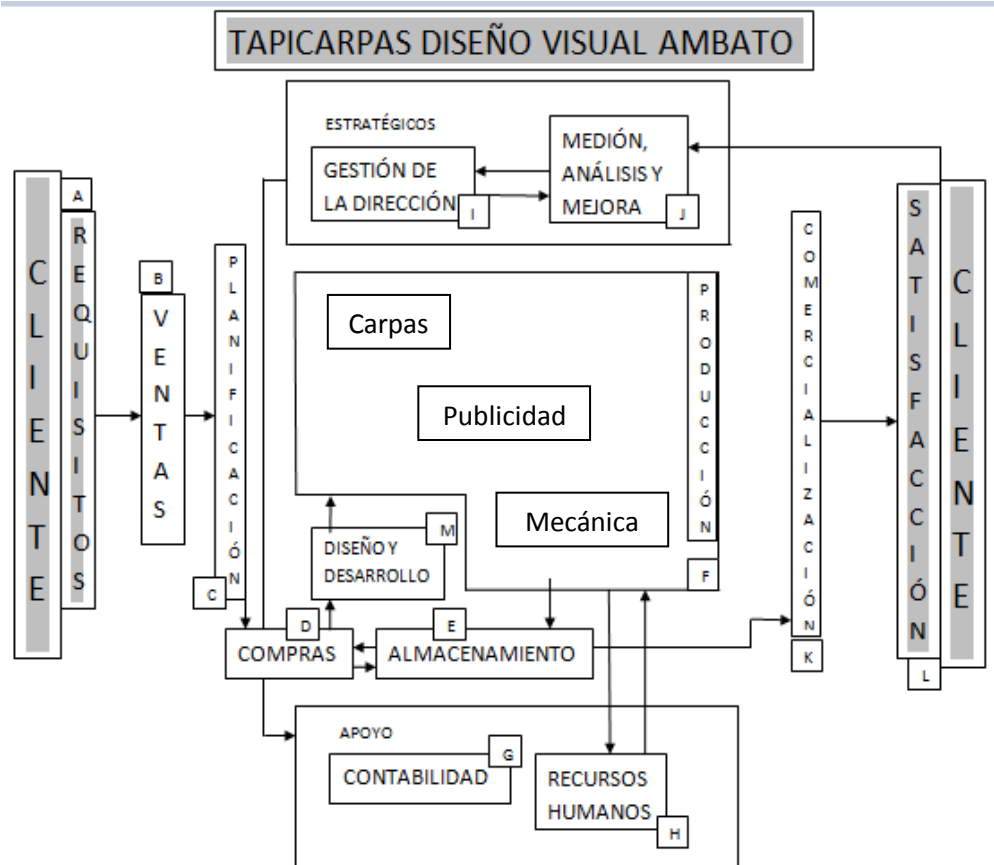 TAPICARPAS DISEÑO VISUAL AMBATO
ESTRATÉGICOS
GESTIÓN DE
LA DIRECCIÓN
I
MEDIÓN,
ANÁLISIS Y
MEJORA
J
CLIENTE
A
REQUISITOS
B
VENTAS
PLANIFICACIÓN
C
Carpas
Publicidad
Mecánica
PRODUCCIÓN
F
M
DISEÑO Y
DESARROLLO
D
COMPRAS
E
ALMACENAMIENTO
COMERCIALIZACIÓN
K
SATISFACCIÓN
L
CLIENTE
APOYO
G
CONTABILIDAD
RECURSOS
HUMANOS
H